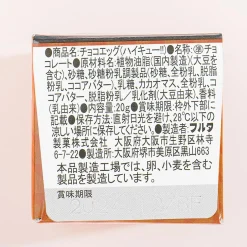 ●商品名:チョコエッグ(ハイキュー!!)●名称:準チョ
コレート●原材料名:植物油脂(国内製造(大豆を
含む))、砂糖、砂糖粉乳調製品(砂糖、全粉乳、脱脂
粉乳、ココアバター)、乳糖、カカオマス、全粉乳、コ
コアバター、脱脂粉乳/乳化剤(大豆由来)、香料
(乳由来)●内容量:20g●賞味期限:枠外下部に
記載●保存方法:直射日光を避け、28℃以下の
涼しい場所に保存してください。●製造者:フルタ
製菓株式会社 大阪府大阪市生野区林寺
6-7-22●製造所:大阪府堺市美原区黒山663
本品製造工場では、卵、小麦を含む
製品を製造しています。
賞味期限